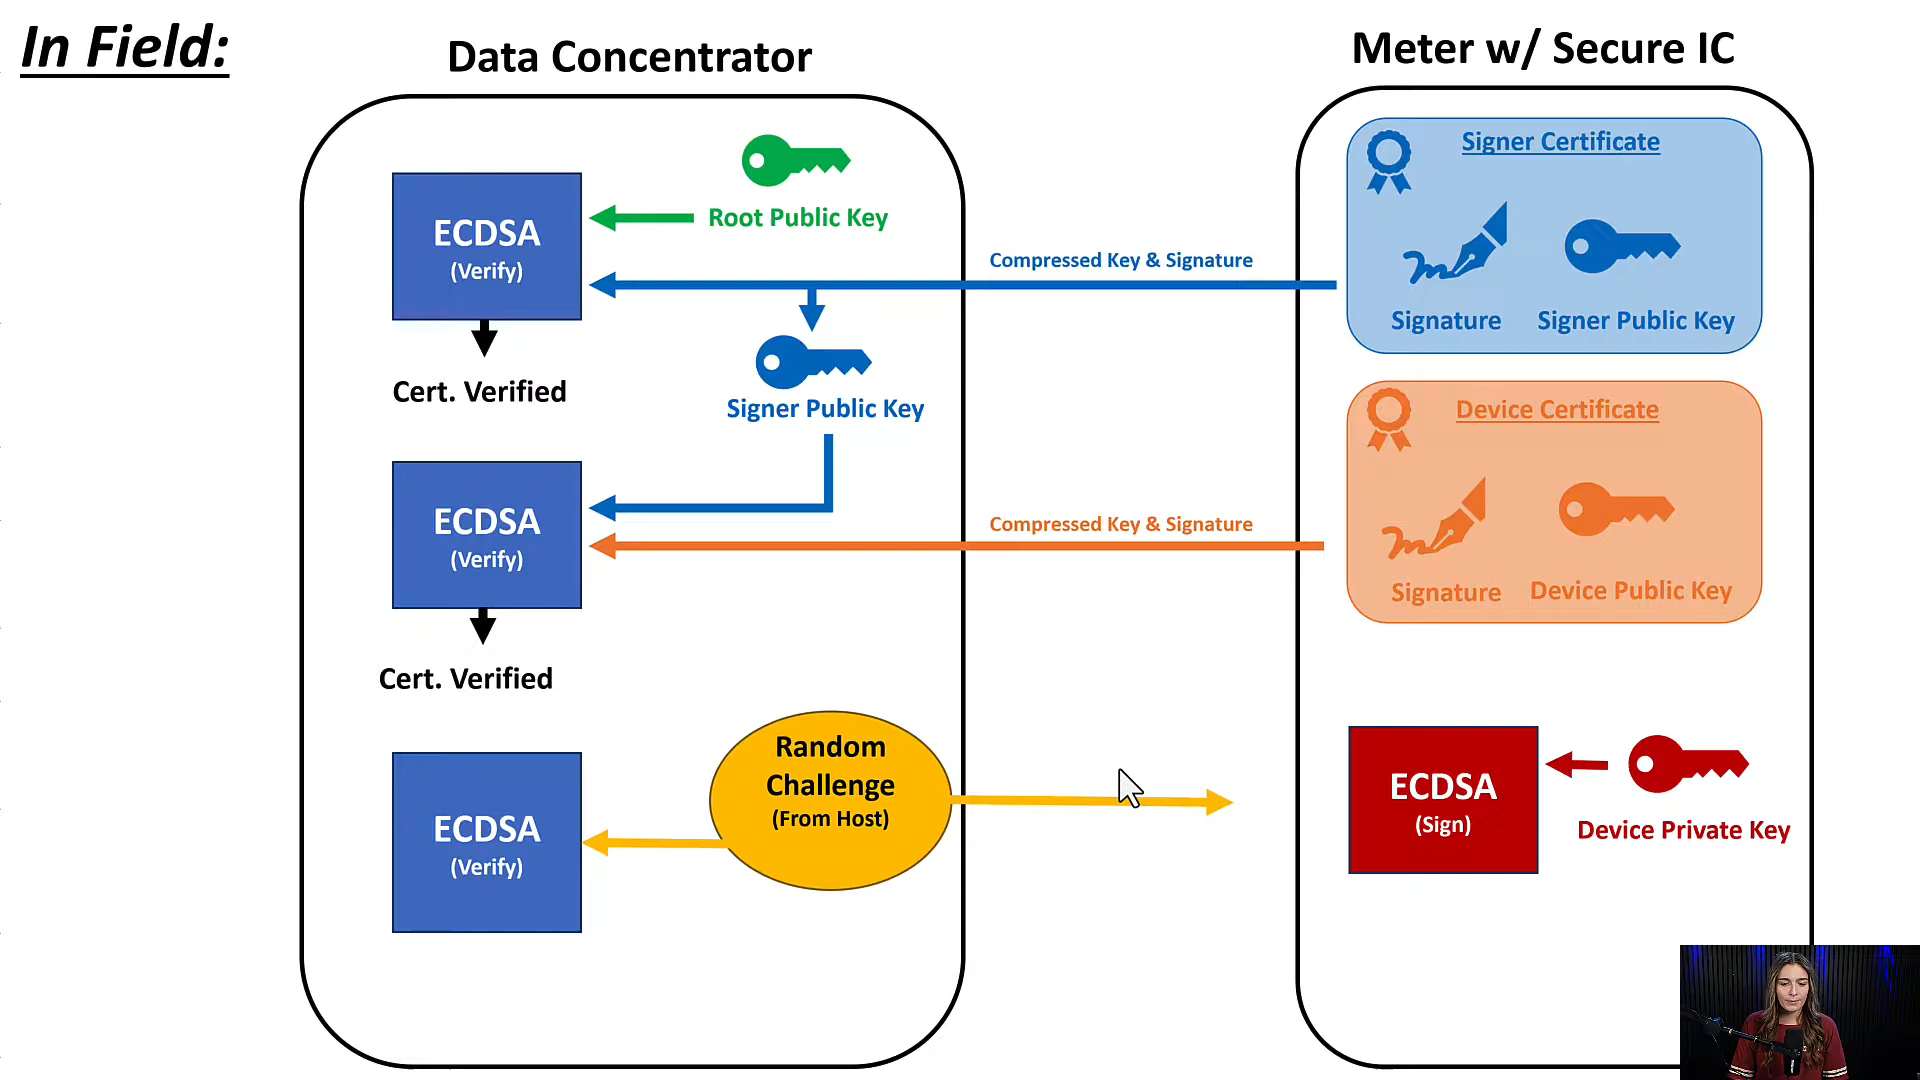 In Field:
Data Concentrator
Meter w/ Secure IC
Root Public Key
ECDSA
(Verify)
Compressed Key & Signature
Signer Certificate
Signature
Signer Public Key
Cert. Verified
Signer Public Key
Device Certificate
ECDSA
(Verify)
Compressed Key & Signature
Signature
Device Public Key
Cert. Verified
Random
Challenge
(From Host)
ECDSA
(Verify)
ECDSA
(Sign)
Device Private Key